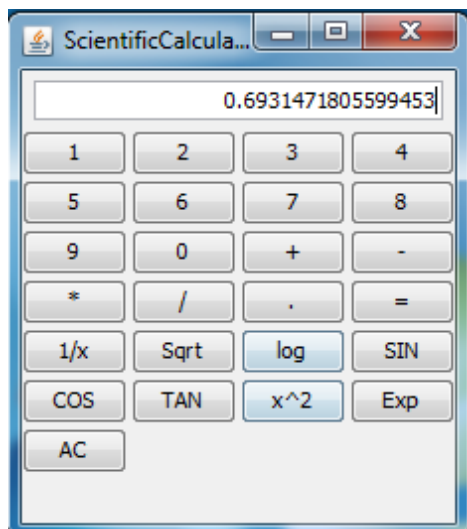 ScientificCalcula...
0.6931471805599453
1 2 3 4
5 6 7 8
9 0 + -
* / . =
1/x Sqrt log SIN
COS TAN x^2 Exp
AC